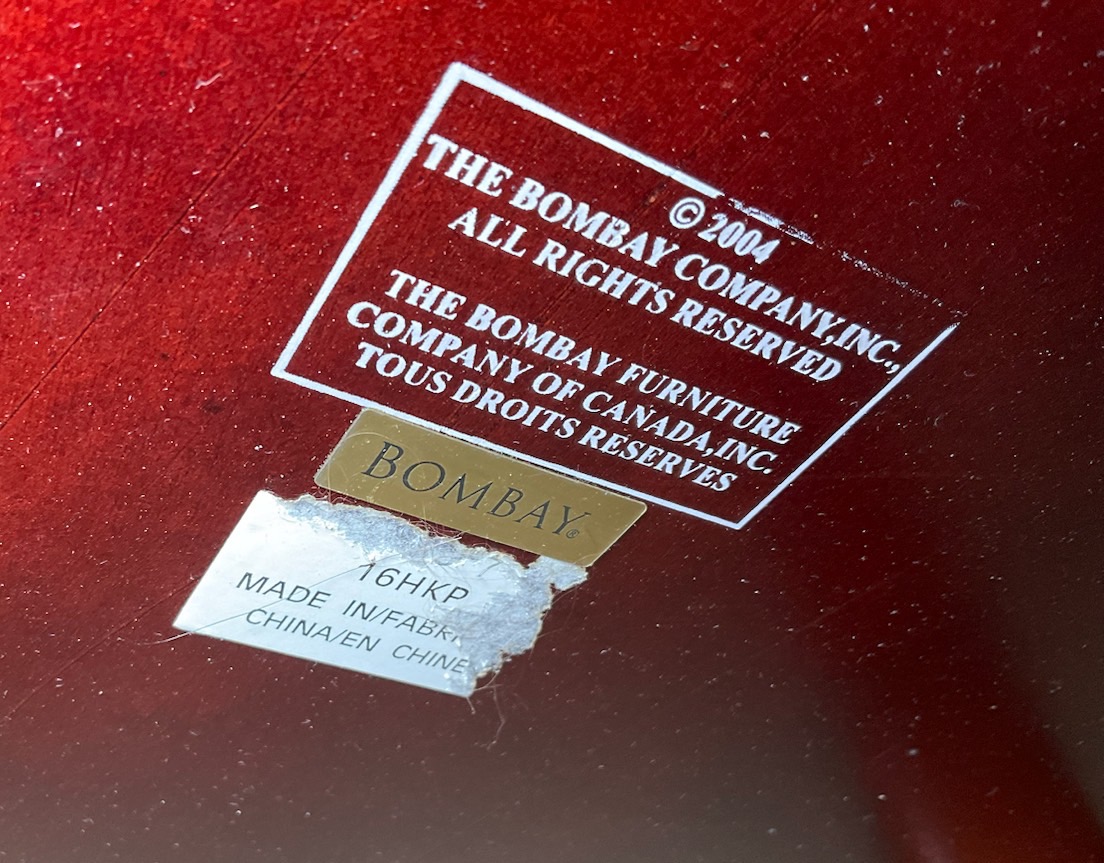 © 2004
THE BOMBAY COMPANY,INC.,
ALL RIGHTS RESERVED
THE BOMBAY FURNITURE
COMPANY OF CANADA,INC.
TOUS DROITS RESERVES
BOMBAY®
16HKP
MADE IN/FABRI
CHINA/EN CHINE